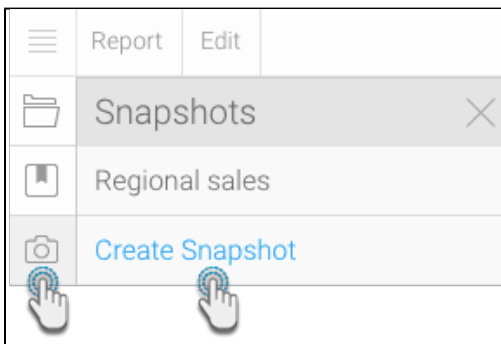 Report Edit
Snapshots
Regional sales
Create Snapshot